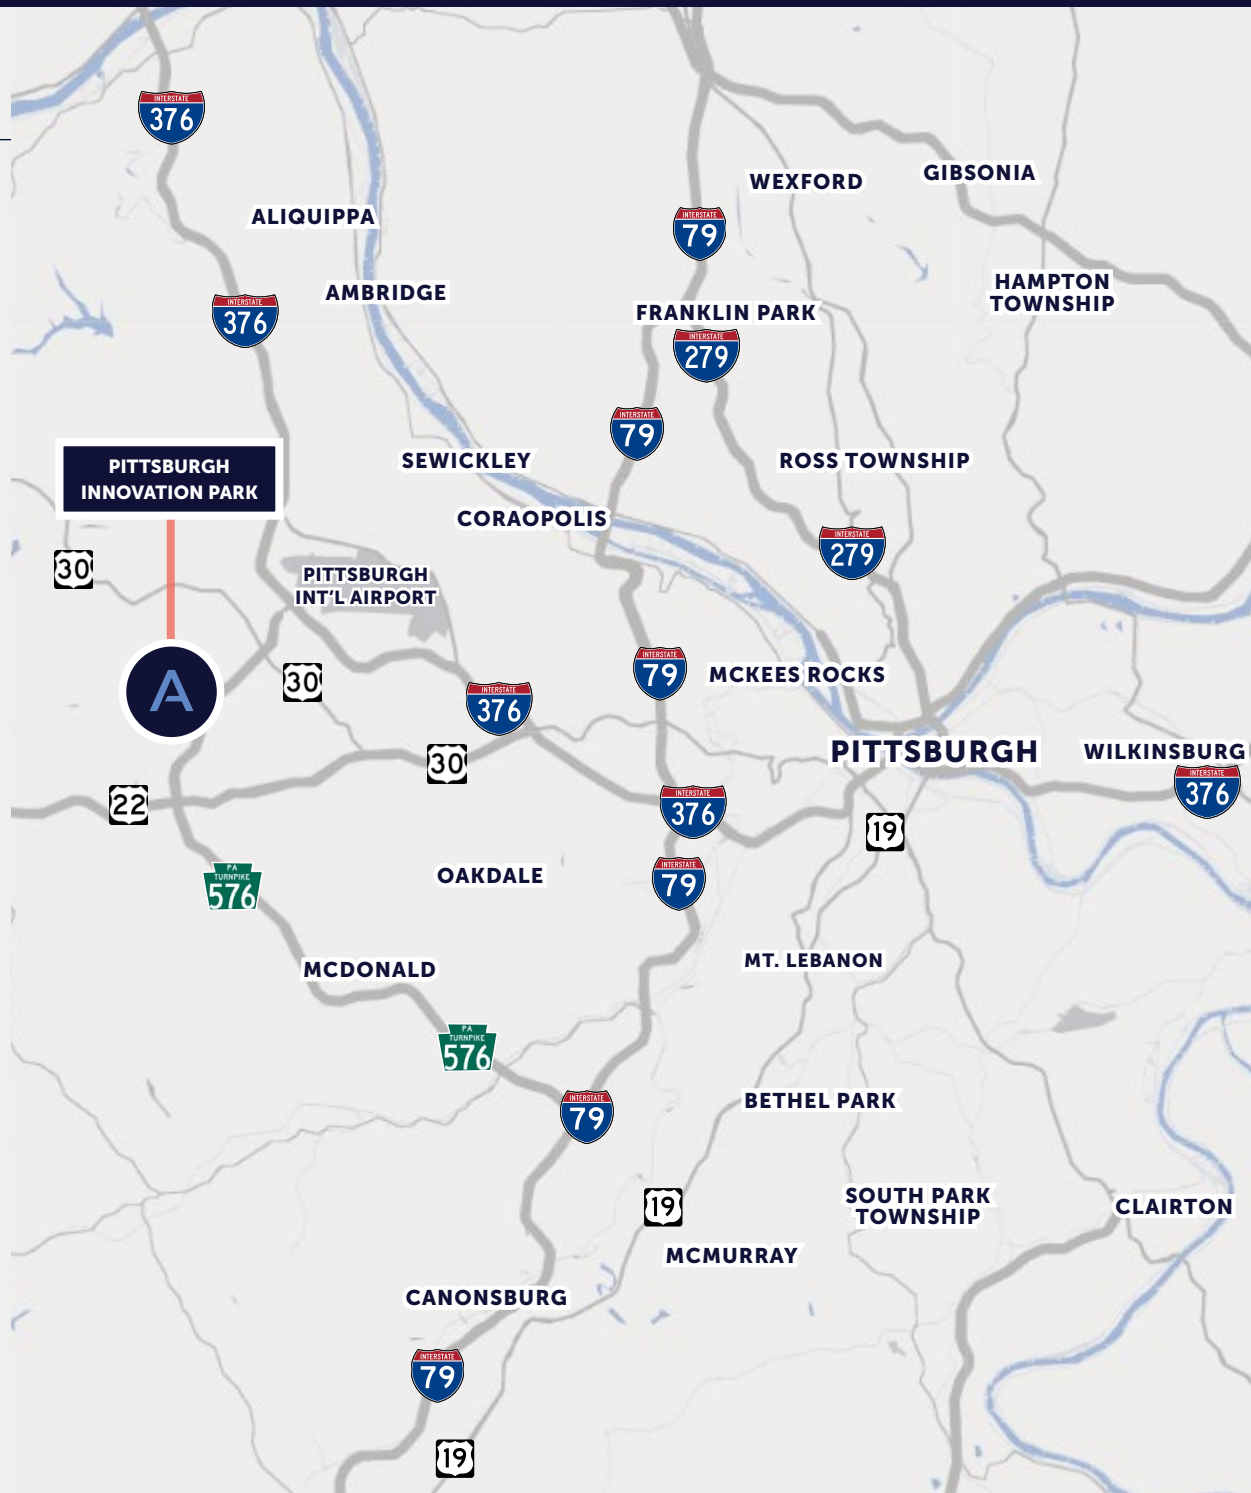 INTERSTATE
376
WEXFORD
GIBSONIA
ALIQUIPPA
INTERSTATE
79
AMBRIDGE
HAMPTON
TOWNSHIP
INTERSTATE
376
FRANKLIN PARK
INTERSTATE
279
INTERSTATE
79
PITTSBURGH
INNOVATION PARK
SEWICKLEY
ROSS TOWNSHIP
CORAOPOLIS
INTERSTATE
279
30
PITTSBURGH
INT'L AIRPORT
A
30
INTERSTATE
79
MCKEES ROCKS
INTERSTATE
376
30
PITTSBURGH
WILKINSBURG
INTERSTATE
376
22
INTERSTATE
376
19
PA
TURNPIKE
576
OAKDALE
INTERSTATE
79
MCDONALD
MT. LEBANON
PA
TURNPIKE
576
INTERSTATE
79
BETHEL PARK
19
SOUTH PARK
TOWNSHIP
CLAIRTON
MCMURRAY
CANONSBURG
INTERSTATE
79
19